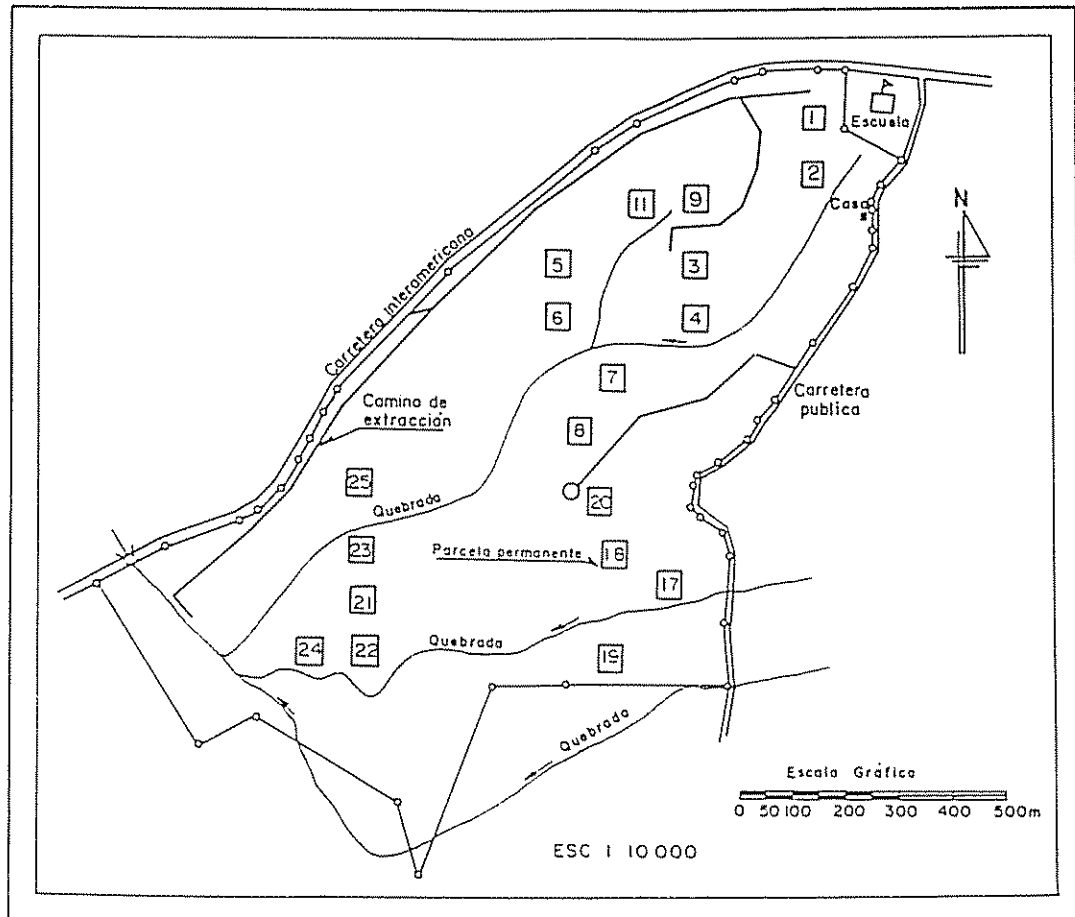 1
Escuela
2
N
Casa
11
9
5
3
6
4
Carretera Interamericana
7
Camino de
extracción
Carretera
publica
8
25
20
Quebrada
23
Parcela permanente
18
17
21
24
22
Quebrada
19
Quebrada
Escala Gráfica
0 50 100 200 300 400 500m
ESC 1 10 000